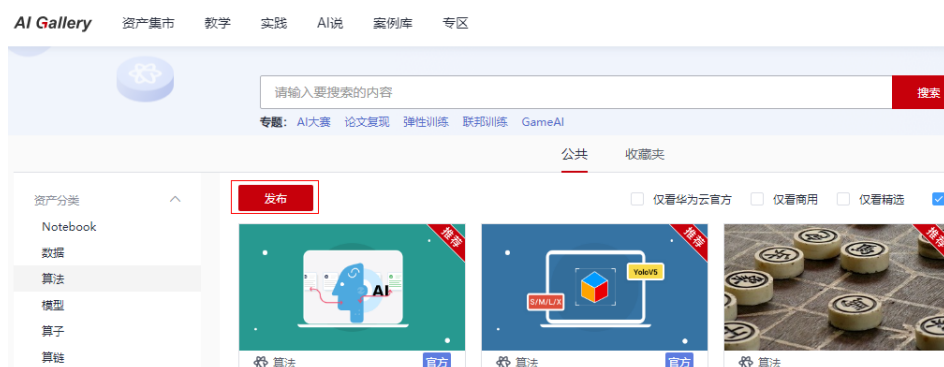 AI Gallery 资产集市 教学 实践 AI说 案例库 专区
请输入要搜索的内容 搜索
专题： AI大赛 论文复现 弹性训练 联邦训练 GameAI
公共 收藏夹
资产分类 发布 仅看华为云官方 仅看商用 仅看精选
Notebook
数据
算法
模型
算子
算链
推荐 推荐 推荐
AI
YoloV5
S/M/L/X
算法 官方 算法 官方 算法